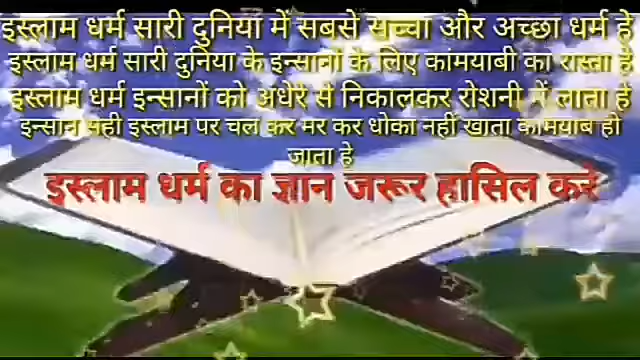 इस्लाम धर्म सारी दुनिया में सबसे सच्चा और अच्छा धर्म हे
इस्लाम धर्म सारी दुनिया के इन्सानों के लिए कांमयाबी का रास्ता हे
इस्लाम धर्म इन्सानों को अंधेरे से निकालकर रोशनी में लाता हे
इन्सान सही इस्लाम पर चल कर मर कर धोका नहीं खाता कामयाब हो
जाता हे
इस्लाम धर्म का ज्ञान जरूर हासिल करे